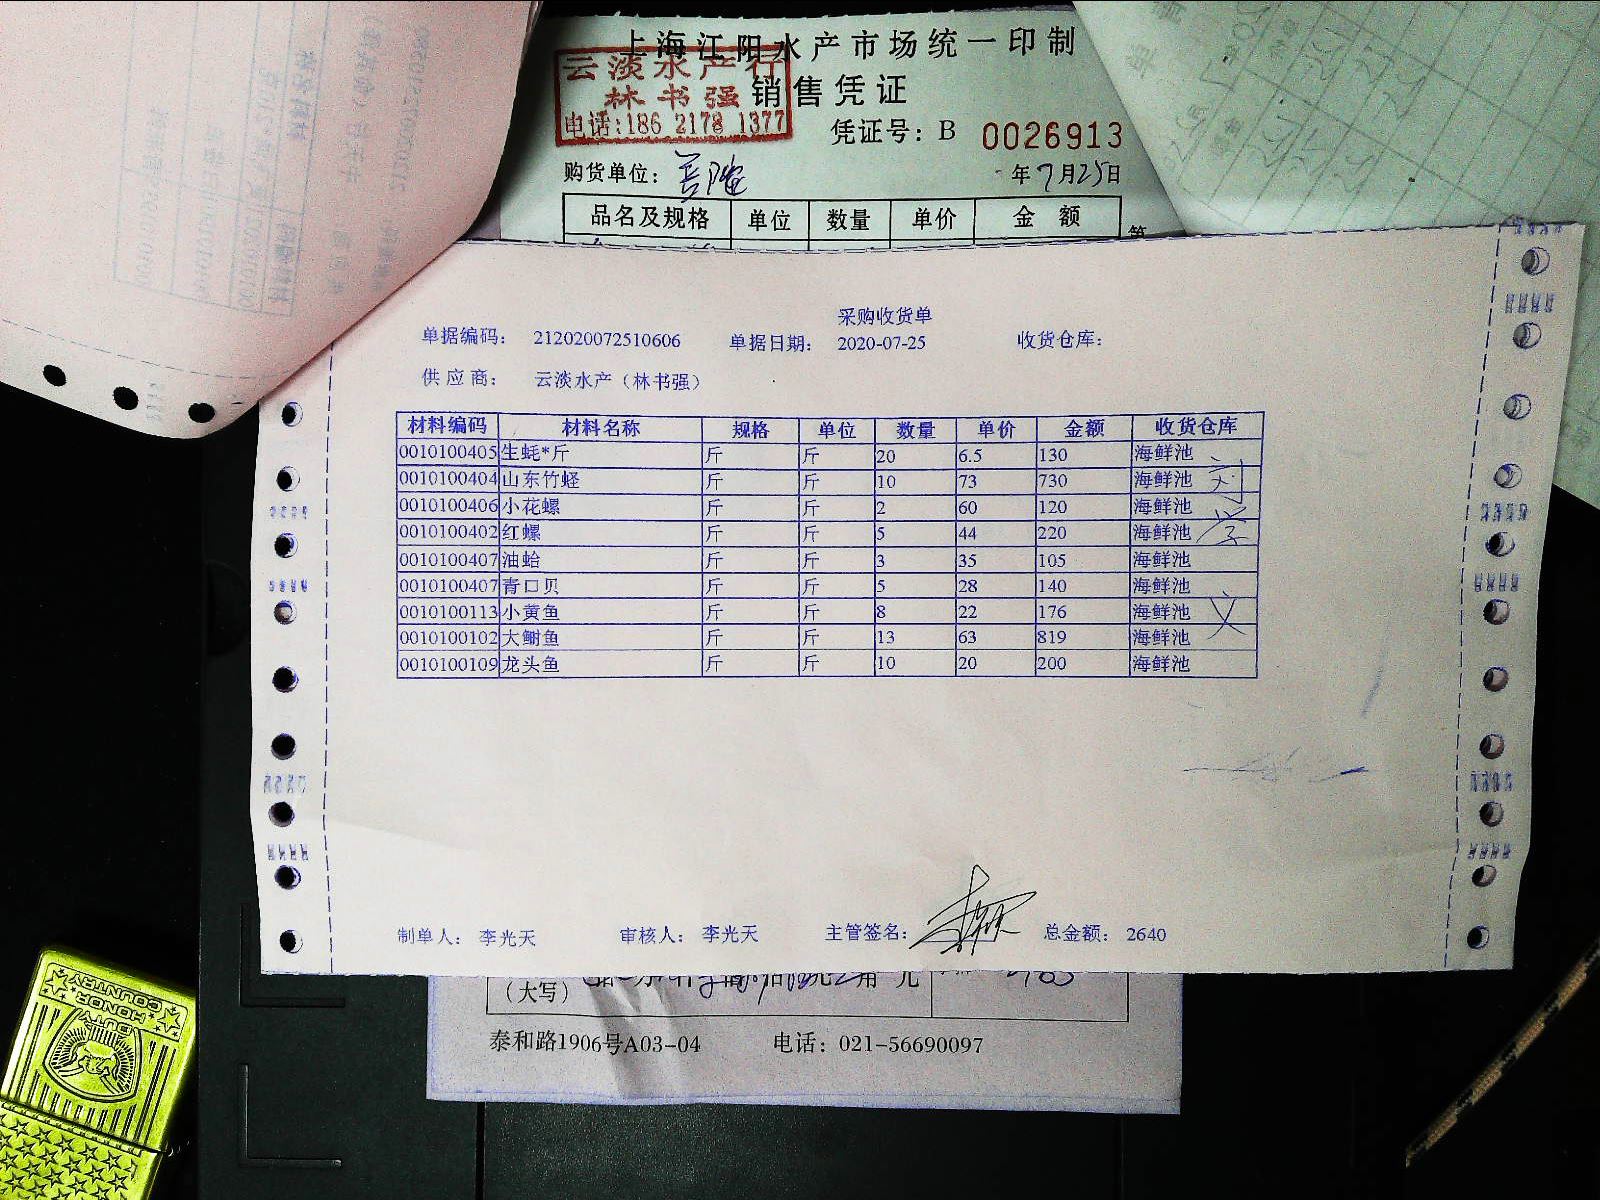 上海江阳水产市场统一印制
云淡水产行
林书强
电话:186 2178 1377
销售凭证
凭证号: B 0026913
购货单位:
年7月25日
品名及规格 单位 数量 单价 金 额
第
采购收货单
单据编码: 212020072510606 单据日期: 2020-07-25 收货仓库:
供应商: 云淡水产（林书强）
材料编码 材料名称 规格 单位 数量 单价 金额 收货仓库
0010100405 生蚝*斤 斤 斤 20 6.5 130 海鲜池
0010100404 山东竹蛏 斤 斤 10 73 730 海鲜池
0010100406 小花螺 斤 斤 2 60 120 海鲜池
0010100402 红螺 斤 斤 5 44 220 海鲜池
0010100407 油蛤 斤 斤 3 35 105 海鲜池
0010100407 青口贝 斤 斤 5 28 140 海鲜池
0010100113 小黄鱼 斤 斤 8 22 176 海鲜池
0010100102 大鲥鱼 斤 斤 13 63 819 海鲜池
0010100109 龙头鱼 斤 斤 10 20 200 海鲜池
制单人: 李光天 审核人: 李光天 主管签名: 总金额: 2640
(大写) 角 元
泰和路1906号A03-04 电话: 021-56690097
HONOR
DUTY
COUNTRY